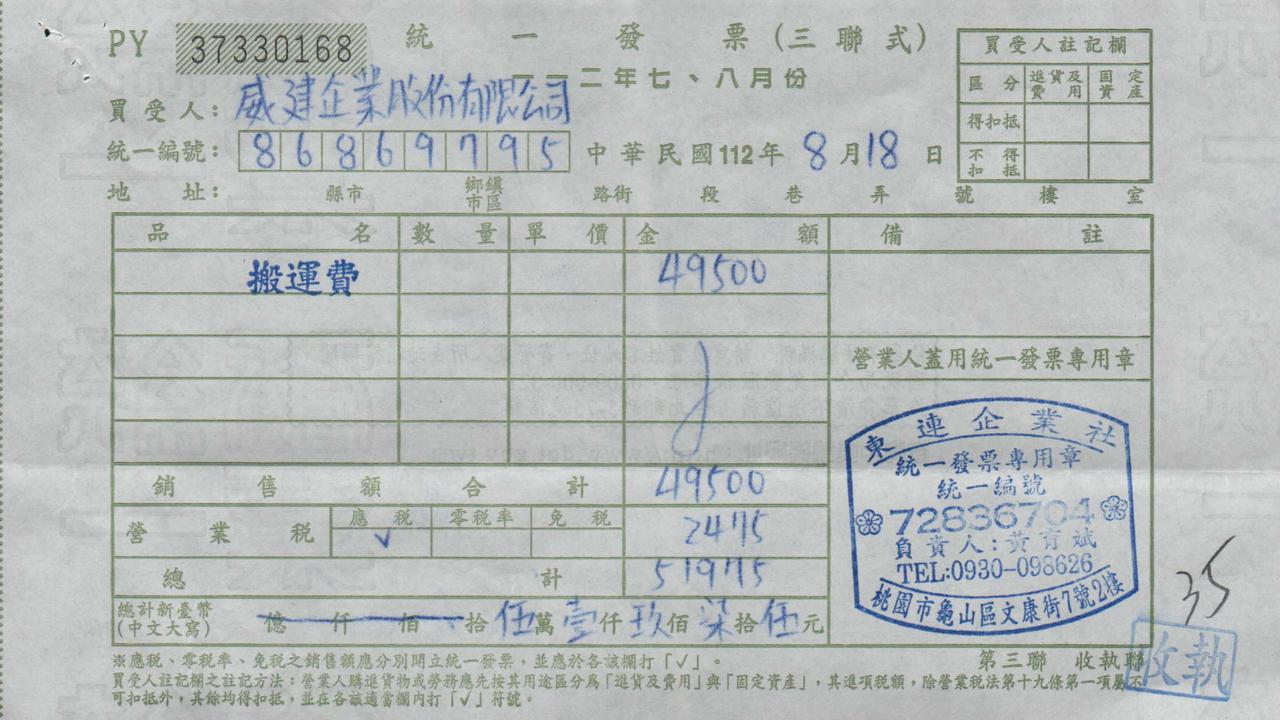 PY 37330168 統一發票(三聯式)
一一二年七、八月份
買受人註記欄
區分 進貨及費用 固定資產
得扣抵
不得扣抵
買受人: 威建企業股份有限公司
統一編號: 86869795 中華民國112年 8月18日
地址: 縣市 鄉鎮市區 路街 段 巷 弄 號 樓 室
品名 數量 單價 金額 備註
搬運費 49500
營業人蓋用統一發票專用章
銷售額合計 49500
營業稅 應稅 零稅率 免稅 2475
✓
總計 51975
總計新臺幣(中文大寫) 億仟佰拾伍萬壹仟玖佰柒拾伍元
東連企業社
統一發票專用章
統一編號
72836704
負責人:黃育斌
TEL:0930-098626
桃園市龜山區文康街7號2樓
35
※應稅、零稅率、免稅之銷售額應分別開立統一發票,並應於各該欄打「✓」。
第三聯 收執聯
收執
買受人註記欄之註記方法:營業人購進貨物或勞務應先按其用途區分為「進貨及費用」與「固定資產」,其進項稅額,除營業稅法第十九條第一項屬不
可扣抵外,其餘均得扣抵,並在各該適當欄內打「✓」符號。